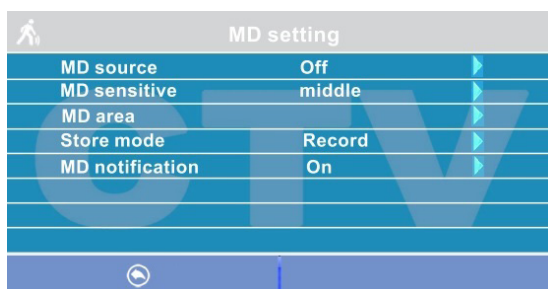 MD setting
MD source Off
MD sensitive middle
MD area
Store mode Record
MD notification On
CTV